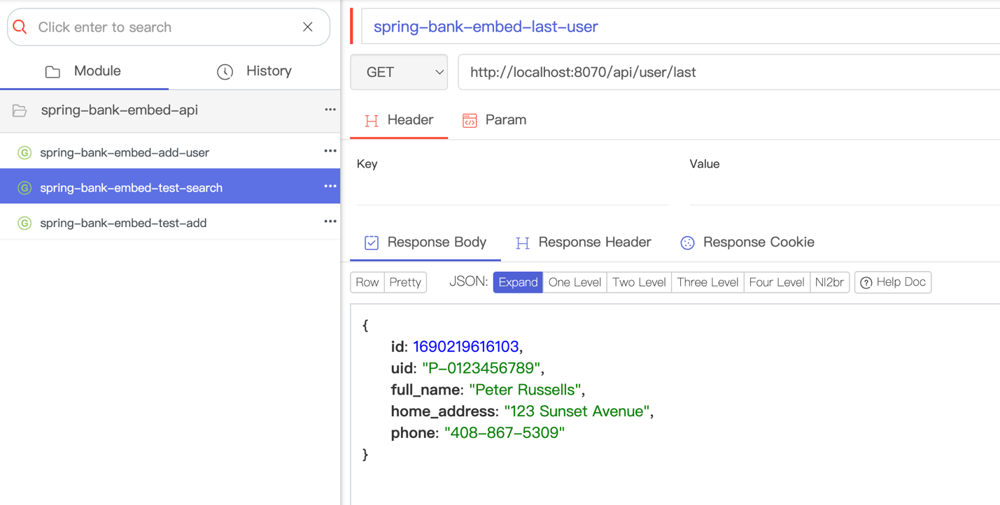 Click enter to search
Module
History
spring-bank-embed-api
spring-bank-embed-add-user
spring-bank-embed-test-search
spring-bank-embed-test-add
spring-bank-embed-last-user
GET
http://localhost:8070/api/user/last
Header
Param
Key
Value
Response Body
Response Header
Response Cookie
Row
Pretty
JSON:
Expand
One Level
Two Level
Three Level
Four Level
Nl2br
Help Doc
{
id: 1690219616103,
uid: "P-0123456789",
full_name: "Peter Russells",
home_address: "123 Sunset Avenue",
phone: "408-867-5309"
}